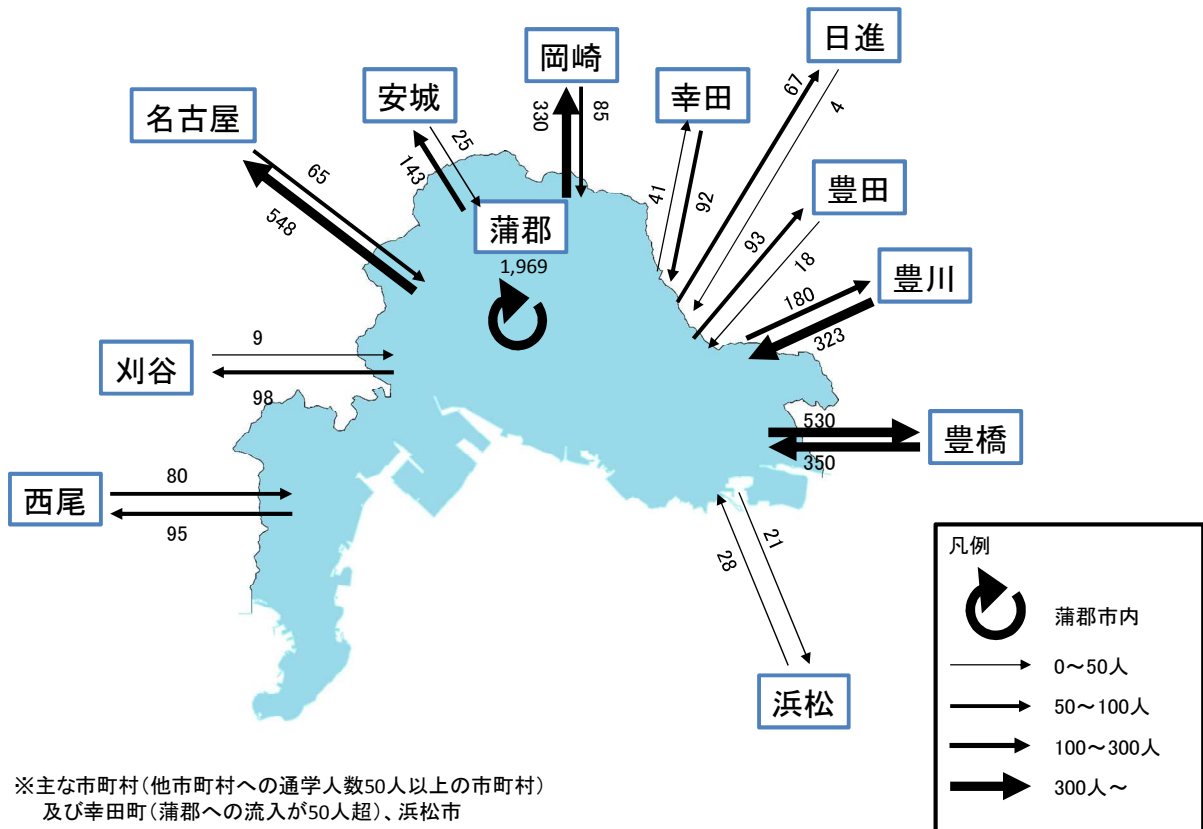 日進
岡崎
幸田
安城
名古屋
67
4
330
85
25
143
65
548
41
92
豊田
93
18
蒲郡
1,969
豊川
180
323
9
刈谷
98
530
豊橋
350
80
西尾
95
21
28
浜松
凡例
蒲郡市内
0～50人
50～100人
100～300人
300人～
※主な市町村（他市町村への通学人数50人以上の市町村）
及び幸田町（蒲郡への流入が50人超）、浜松市